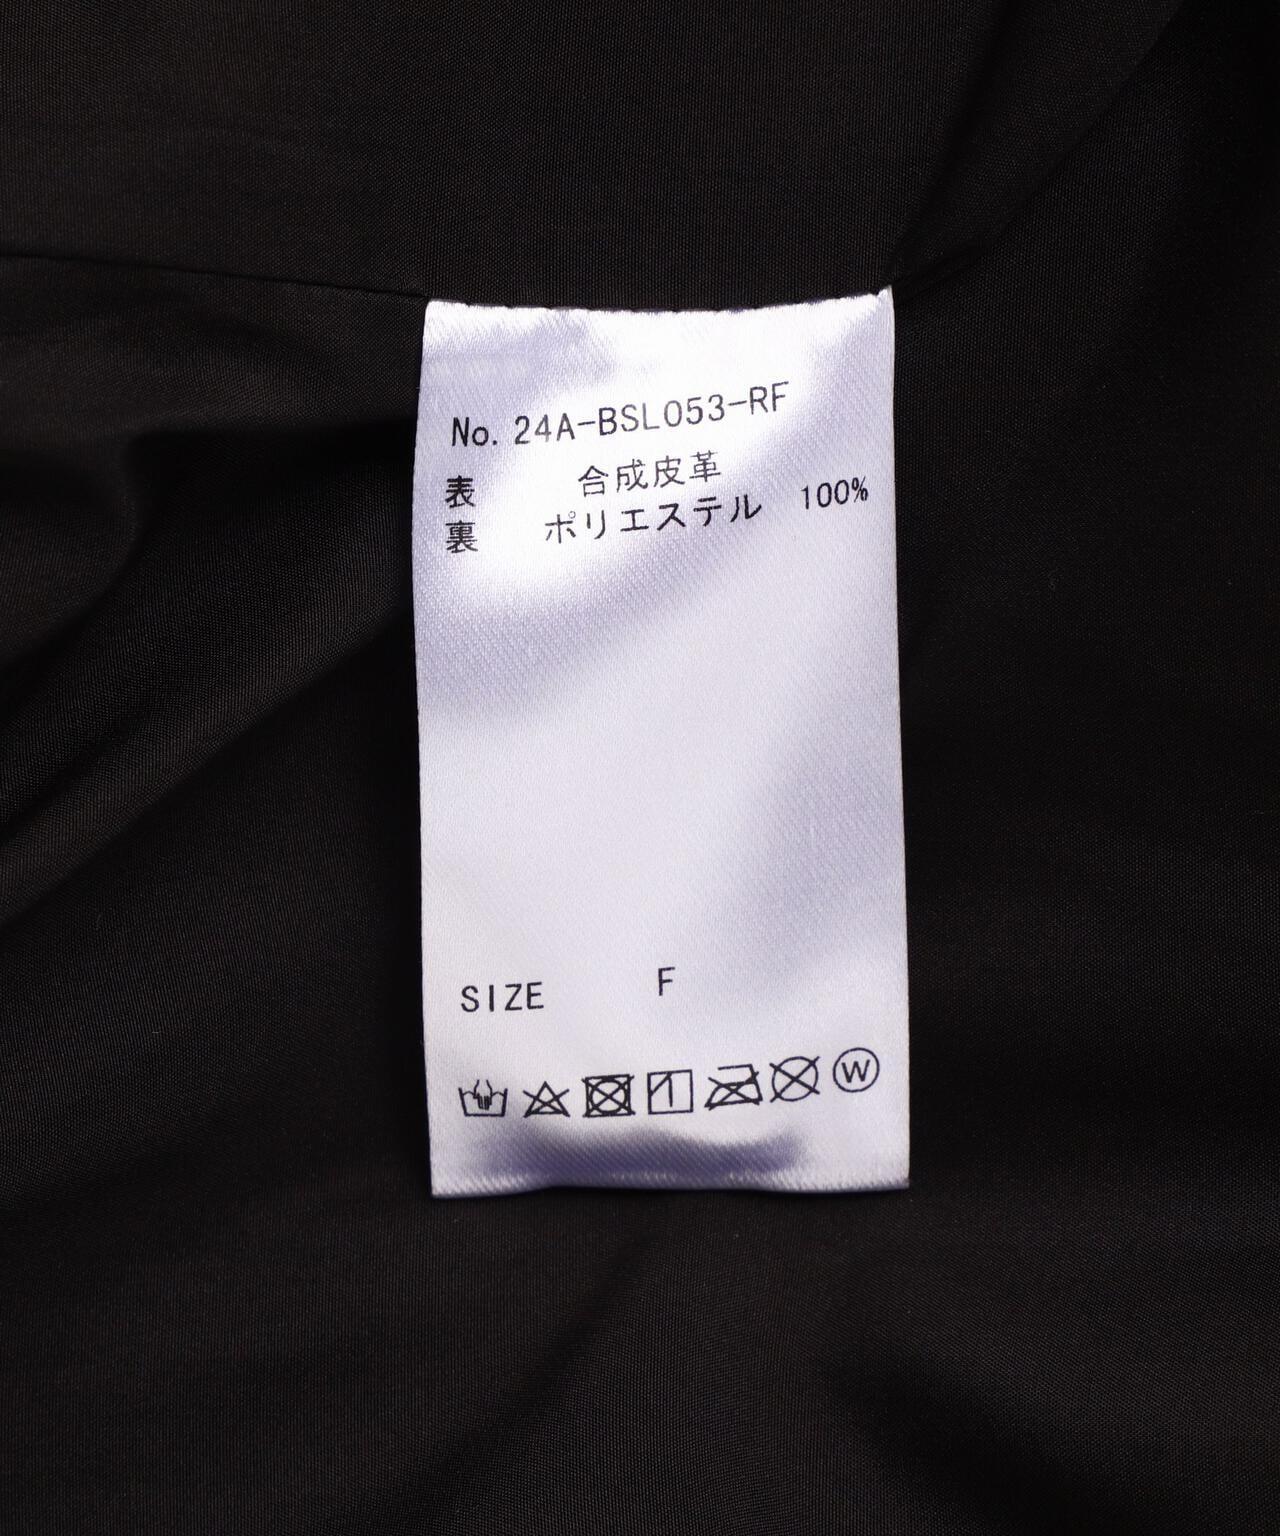 No. 24A-BSL053-RF
表 合成皮革
裏 ポリエステル 100%
SIZE F
W